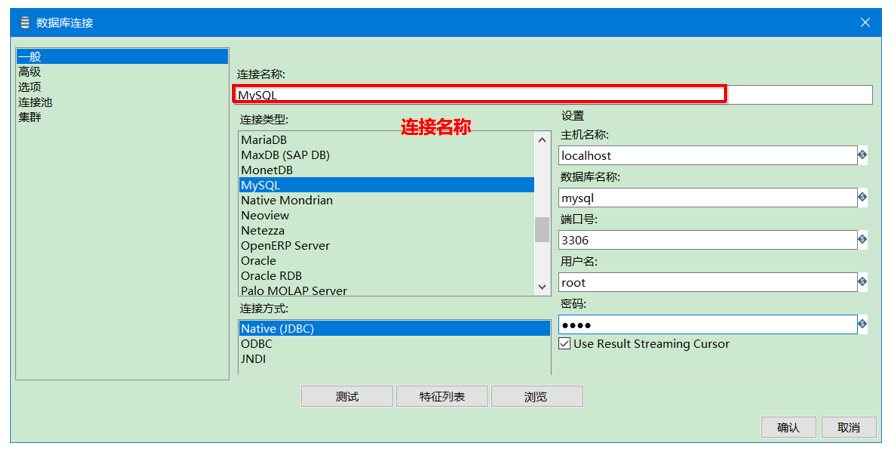 数据库连接
一般
高级
选项
连接池
集群
连接名称:
MySQL
连接类型:
连接名称
MariaDB
MaxDB (SAP DB)
MonetDB
MySQL
Native Mondrian
Neoview
Netezza
OpenERP Server
Oracle
Oracle RDB
Palo MOLAP Server
连接方式:
Native (JDBC)
ODBC
JNDI
设置
主机名称:
localhost
数据库名称:
mysql
端口号:
3306
用户名:
root
密码:
●●●●
Use Result Streaming Cursor
测试
特征列表
浏览
确认
取消